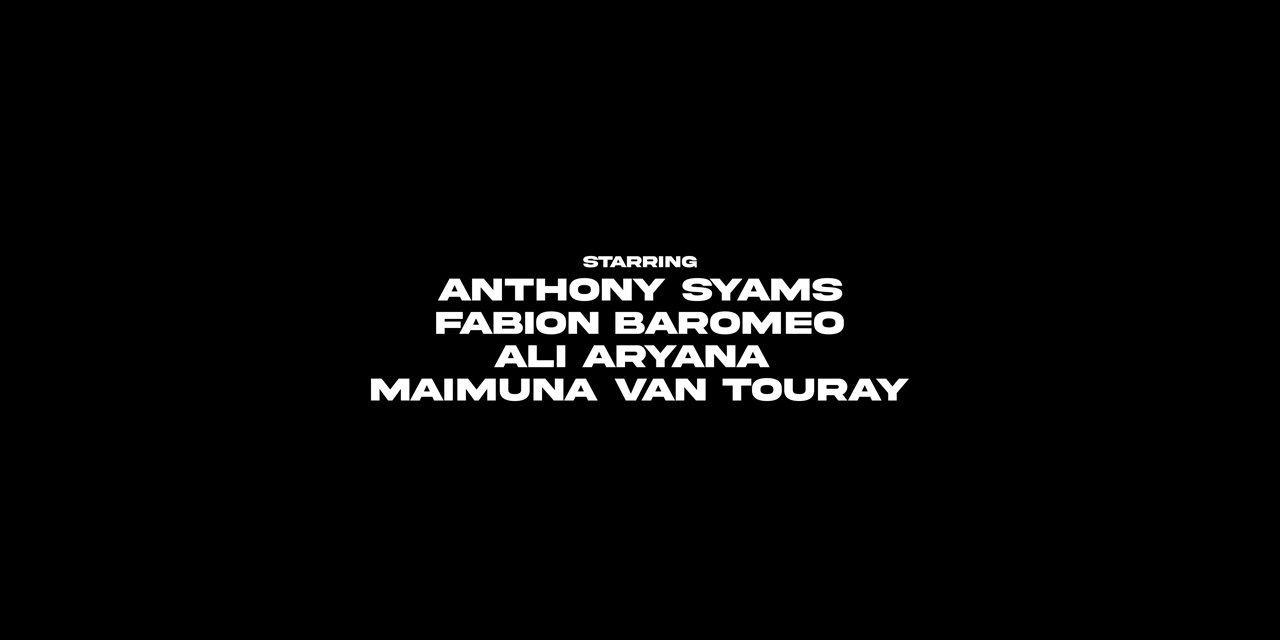 STARRING
ANTHONY SYAMS
FABION BAROMEO
ALI ARYANA
MAIMUNA VAN TOURAY